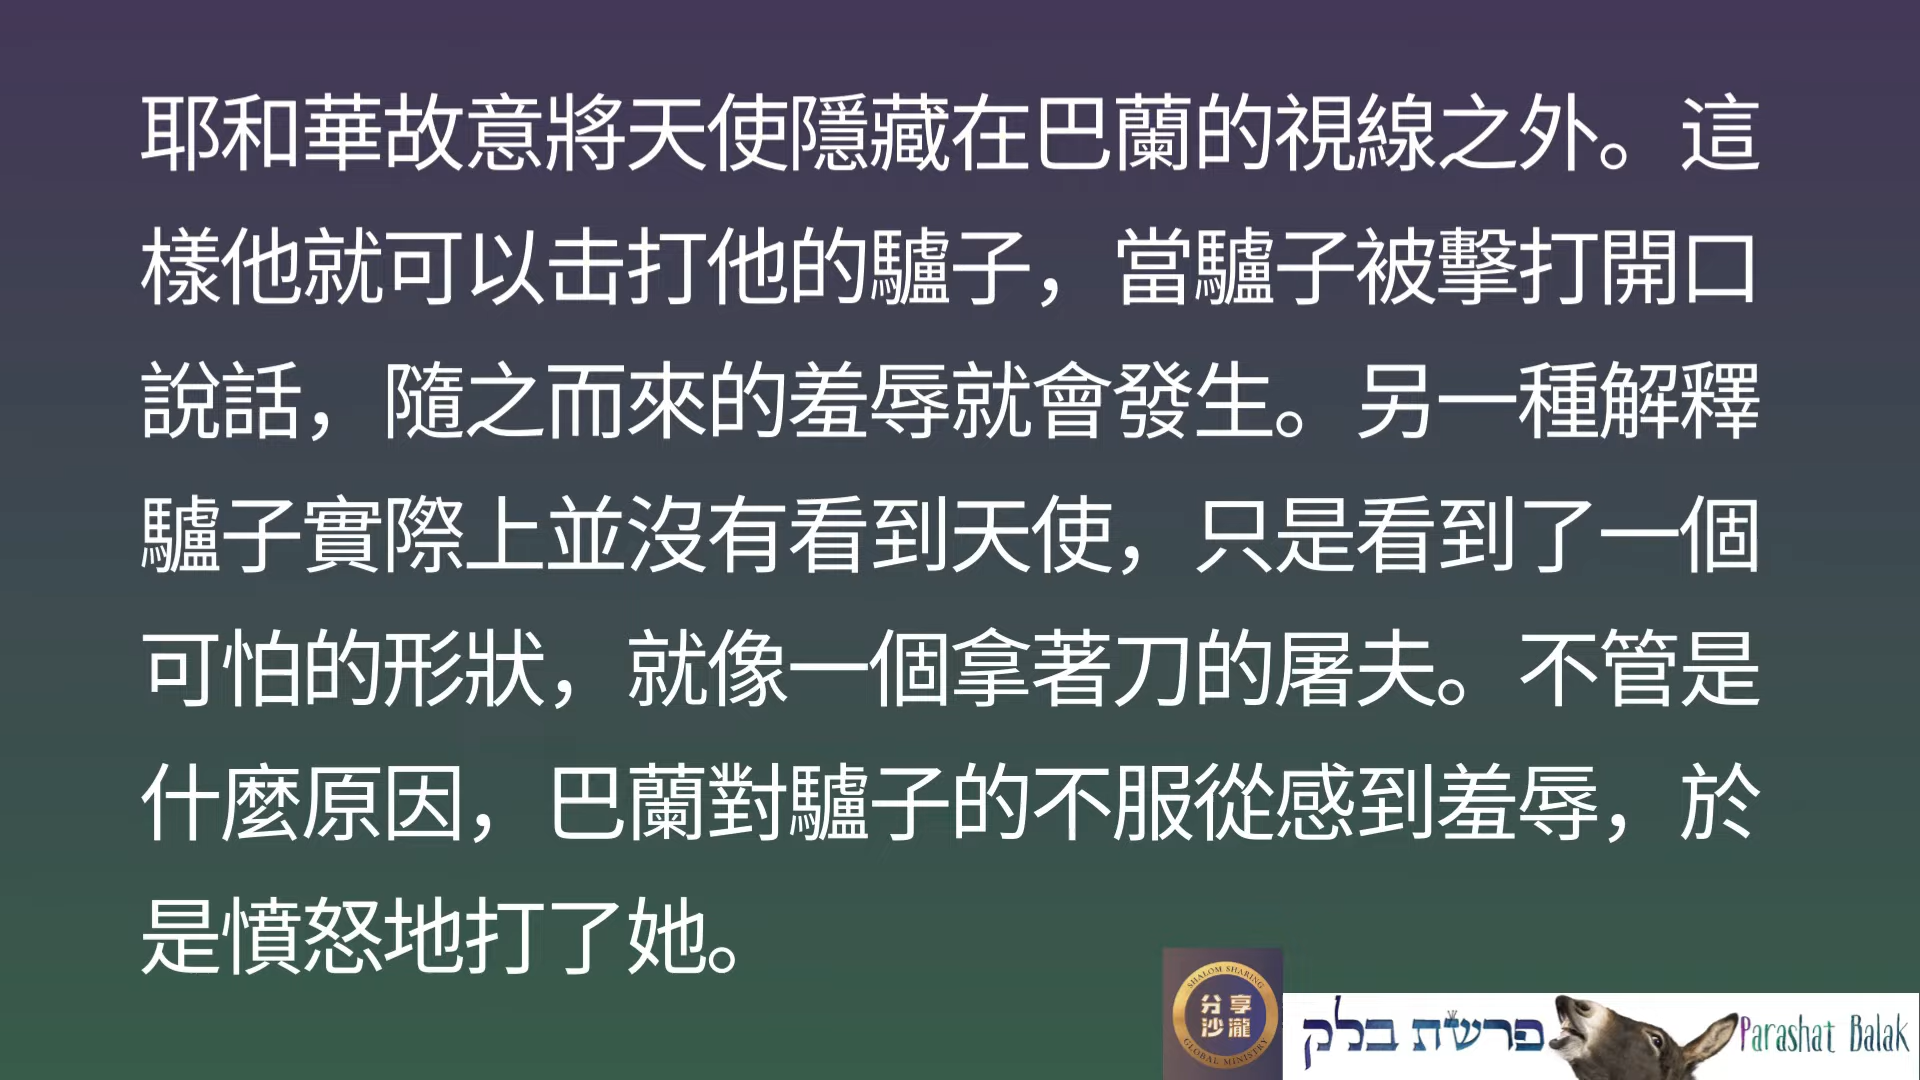 耶和華故意將天使隱藏在巴蘭的視線之外。這
樣他就可以击打他的驢子，當驢子被擊打開口
說話，隨之而來的羞辱就會發生。另一種解釋
驢子實際上並沒有看到天使，只是看到了一個
可怕的形狀，就像一個拿著刀的屠夫。不管是
什麼原因，巴蘭對驢子的不服從感到羞辱，於
是憤怒地打了她。
SHALOM SHARING
分享
沙瀧
GLOBAL MINISTRY
פרשת בלק
Parashat Balak